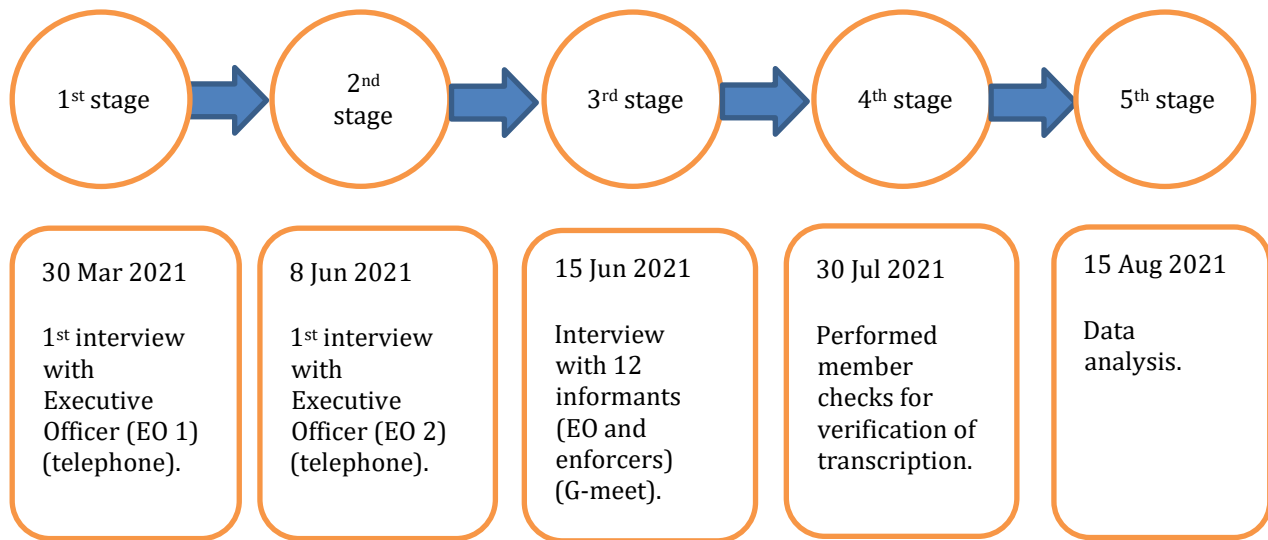 1st stage
2nd
stage
3rd stage
4th stage
5th stage
30 Mar 2021
1st interview
with
Executive
Officer (EO 1)
(telephone).
8 Jun 2021
1st interview
with
Executive
Officer (EO 2)
(telephone).
15 Jun 2021
Interview
with 12
informants
(EO and
enforcers)
(G-meet).
30 Jul 2021
Performed
member
checks for
verification of
transcription.
15 Aug 2021
Data
analysis.